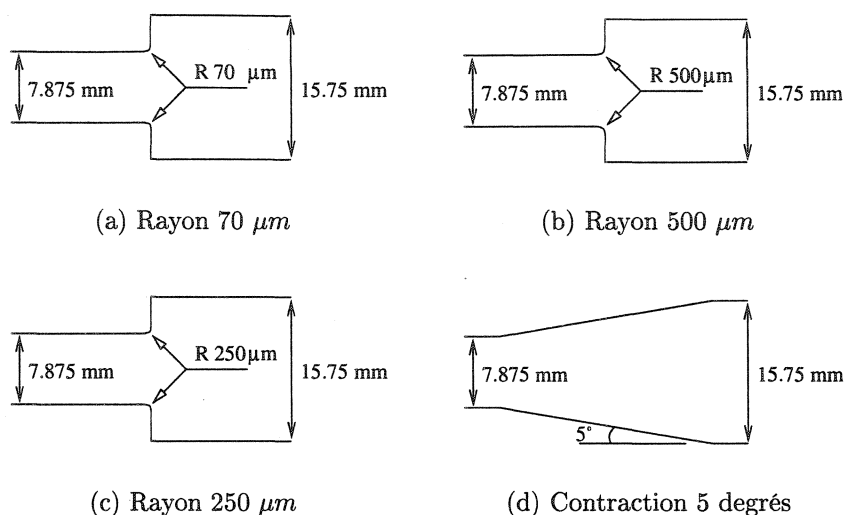 7.875 mm
R 70 µm
15.75 mm
(a) Rayon 70 µm
7.875 mm
R 500µm
15.75 mm
(b) Rayon 500 µm
7.875 mm
R 250µm
15.75 mm
(c) Rayon 250 µm
7.875 mm
5°
15.75 mm
(d) Contraction 5 degrés